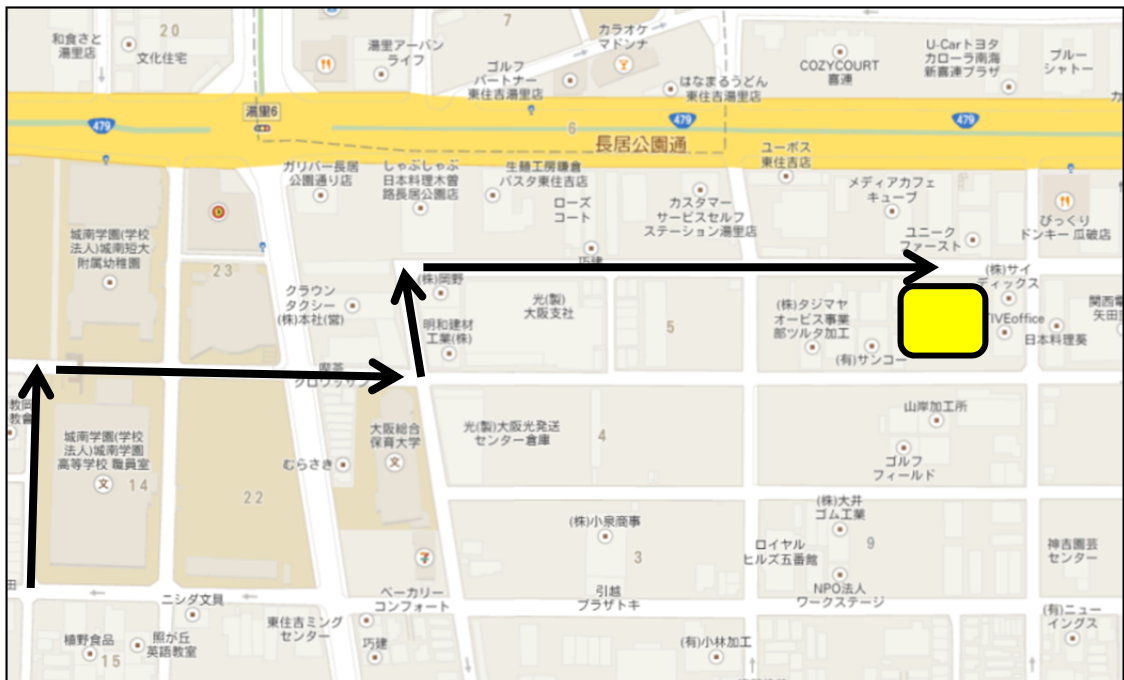 20
和食さと
湯里店
文化住宅
湯里アーバン
ライフ
7
ゴルフ
パートナー
東住吉湯里店
カラオケ
マドンナ
はなまるうどん
東住吉湯里店
COZYCOURT
喜連
U-Carトヨタ
カローラ南海
新喜連プラザ
ブルー
シャトー
湯里6
479
6
479
479
長居公園通
ガリバー長居
公園通り店
しゃぶしゃぶ
日本料理木曽
路長居公園店
生麺工房鎌倉
パスタ東住吉店
ローズ
コート
カスタマー
サービスセルフ
ステーション湯里店
ユーポス
東住吉店
メディアカフェ
キューブ
ユニーク
ファースト
びっくり
ドンキー 瓜破店
城南学園(学校
法人)城南短大
附属幼稚園
23
クラウン
タクシー
(株)本社(営)
巧建
(株)岡野
明和建材
工業(株)
光(製)
大阪支社
5
(株)タジマヤ
オービス事業
部ツルタ加工
(有)サンコー
(株)サイ
ディックス
IVEoffice
日本料理葵
関西電
矢田
喫茶
クロワッサン
城南学園(学校
法人)城南学園
高等学校 職員室
文
14
22
むらさき
大阪総合
保育大学
文
光(製)大阪光発送
センター倉庫
4
山岸加工所
ゴルフ
フィールド
(株)小泉商事
3
引越
プラザトキ
(株)大井
ゴム工業
9
ロイヤル
ヒルズ五番館
NPO法人
ワークステージ
神吉園芸
センター
田
ニシダ文具
ベーカリー
コンフォート
植野食品
照が丘
英語教室
15
東住吉ミング
センター
巧建
(有)小林加工
(有)ニュー
イングス